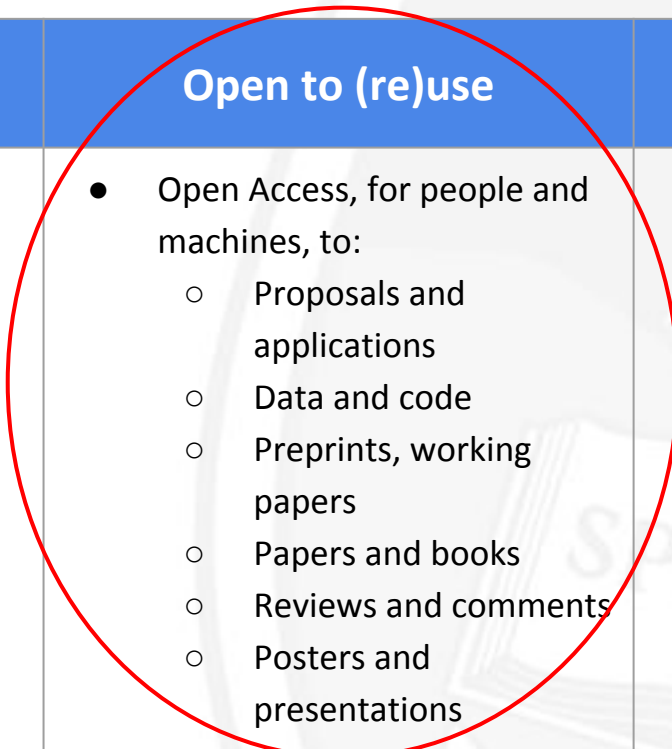 Open to (re)use
● Open Access, for people and
machines, to:
○ Proposals and
applications
○ Data and code
○ Preprints, working
papers
○ Papers and books
○ Reviews and comments
○ Posters and
presentations